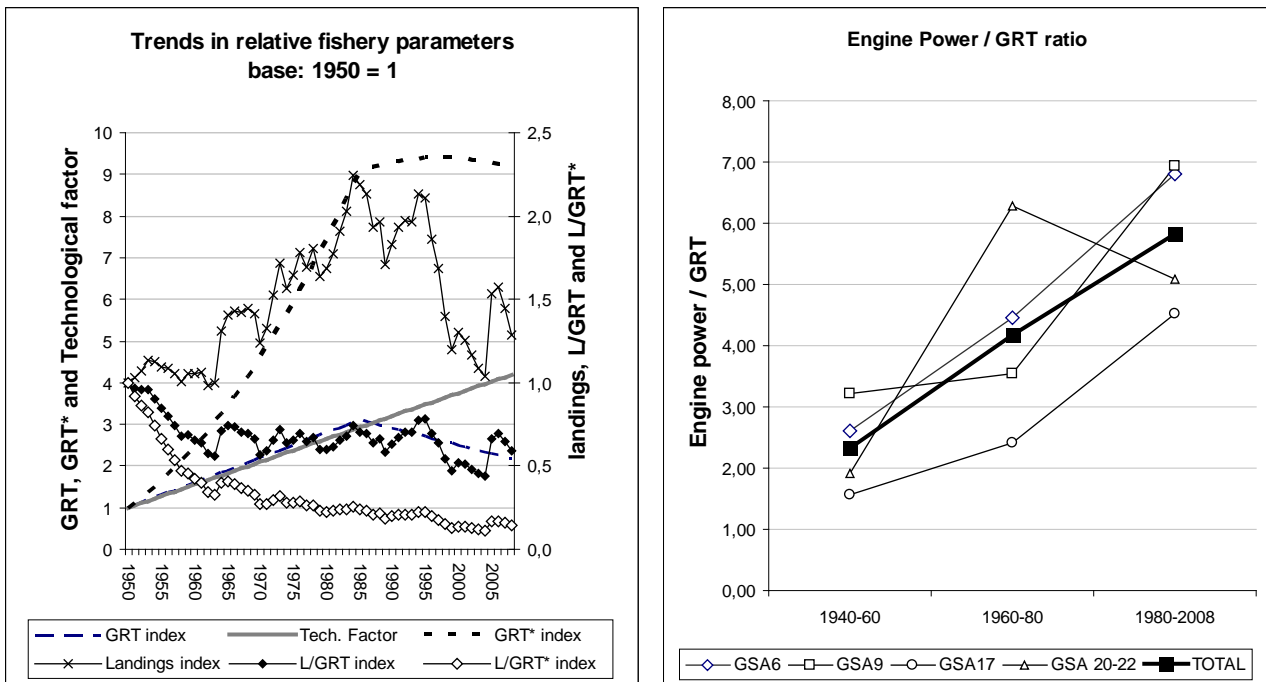 Trends in relative fishery parameters
base: 1950 = 1
GRT, GRT* and Technological factor
10
9
8
7
6
5
4
3
2
1
0
2,5
2,0
1,5
1,0
0,5
0,0
landings, L/GRT and L/GRT*
1950
1955
1960
1965
1970
1975
1980
1985
1990
1995
2000
2005
GRT index
Tech. Factor
GRT* index
Landings index
L/GRT index
L/GRT* index
Engine Power / GRT ratio
Engine power / GRT
8,00
7,00
6,00
5,00
4,00
3,00
2,00
1,00
0,00
1940-60
1960-80
1980-2008
GSA6
GSA9
GSA17
GSA 20-22
TOTAL